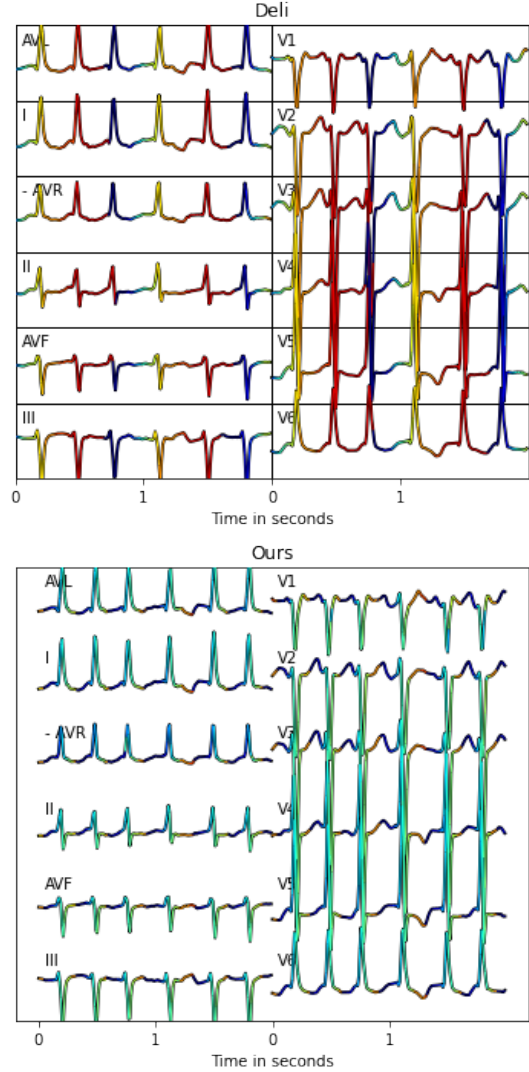 Deli
AVL V1
I V2
- AVR V3
II V4
AVF V5
III V6
0 1 0 1
Time in seconds
Ours
AVL V1
I V2
- AVR V3
II V4
AVF V5
III V6
0 1 0 1
Time in seconds